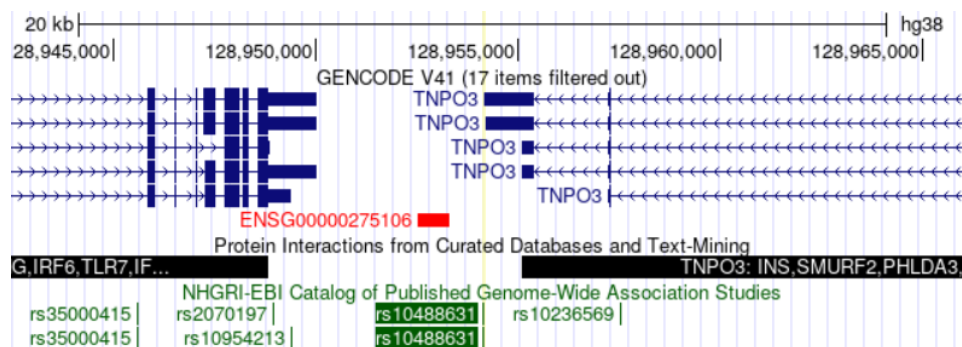 20 kb hg38
28,945,000 128,950,000 128,955,000 128,960,000 128,965,000
GENCODE V41 (17 items filtered out)
TNPO3
TNPO3
TNPO3
TNPO3
TNPO3
ENSG00000275106
Protein Interactions from Curated Databases and Text-Mining
G,IRF6,TLR7,IF... TNPO3: INS,SMURF2,PHLDA3,
NHGRI-EBI Catalog of Published Genome-Wide Association Studies
rs35000415 rs2070197 rs10488631 rs10236569
rs35000415 rs10954213 rs10488631